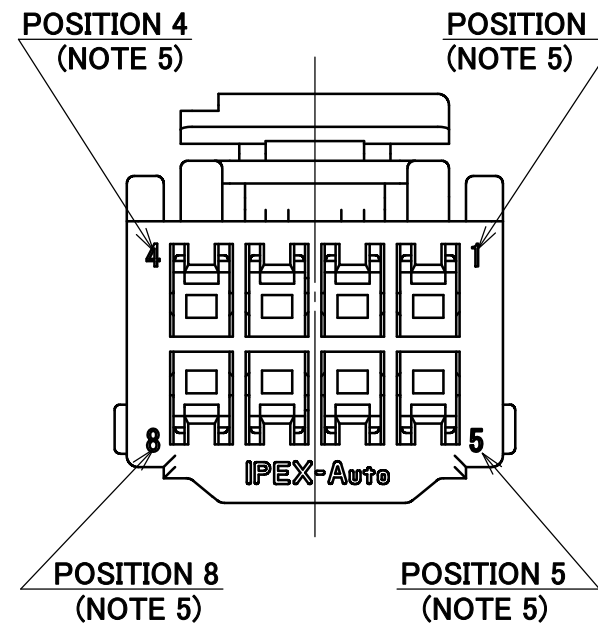 POSITION 4
(NOTE 5)
POSITION
(NOTE 5)
4
1
8
5
IPEX-Auto
POSITION 8
(NOTE 5)
POSITION 5
(NOTE 5)